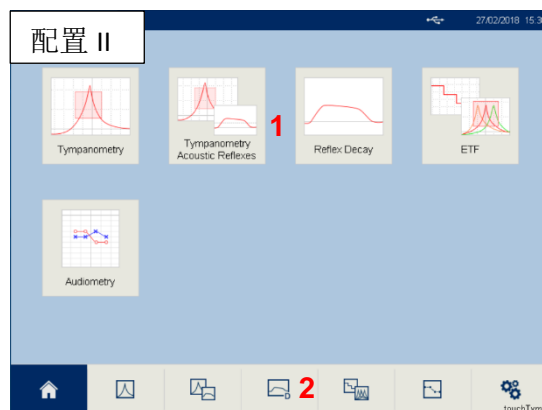 配置 II
27/02/2018 15:3
Tympanometry
Tympanometry
Acoustic Reflexes
1
Reflex Decay
ETF
Audiometry
2
D
touchTym